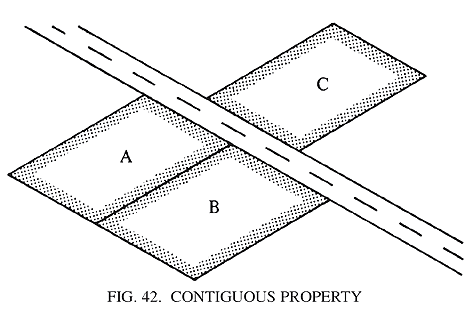 C
A
B
FIG. 42. CONTIGUOUS PROPERTY